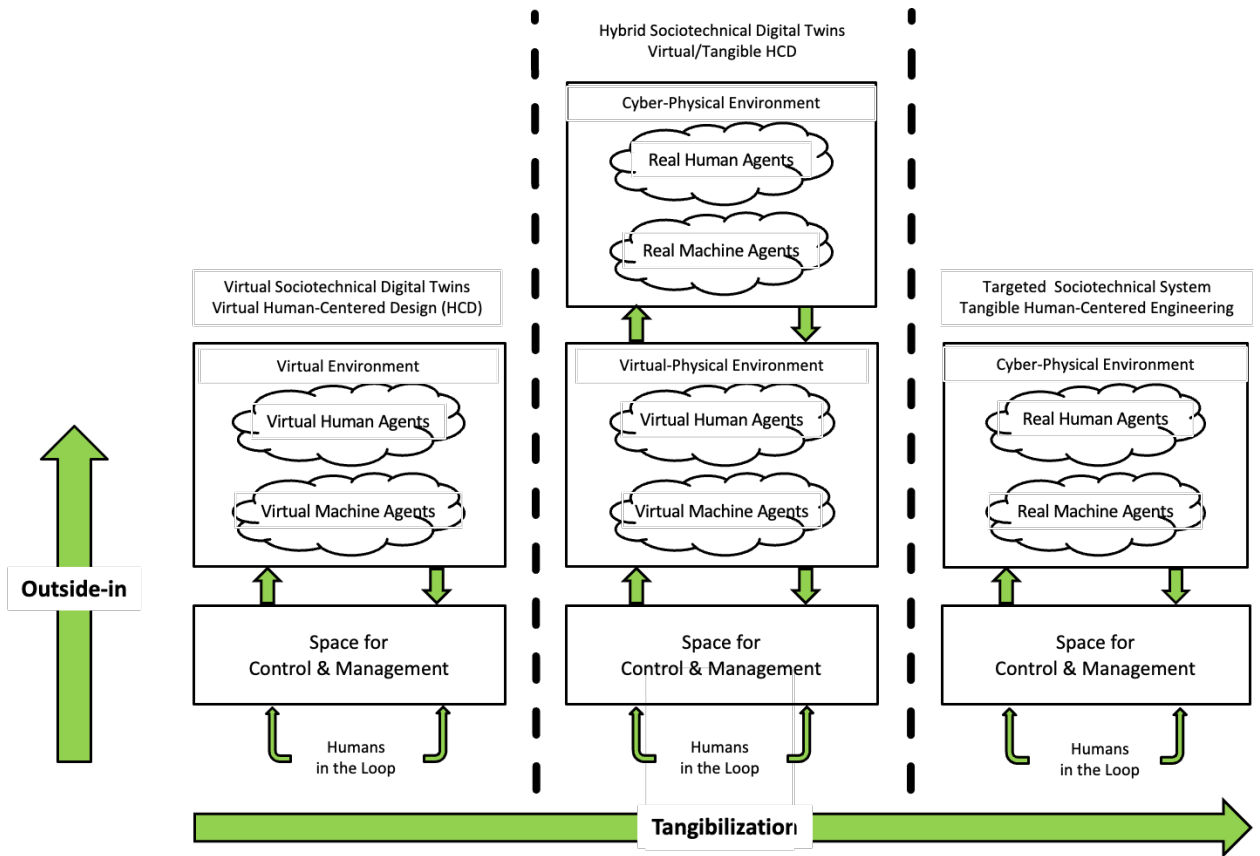 Hybrid Sociotechnical Digital Twins
Virtual/Tangible HCD
Cyber-Physical Environment
Real Human Agents
Real Machine Agents
Virtual Sociotechnical Digital Twins
Virtual Human-Centered Design (HCD)
Virtual Environment
Virtual Human Agents
Virtual Machine Agents
Space for
Control & Management
Humans
in the Loop
Virtual-Physical Environment
Virtual Human Agents
Virtual Machine Agents
Space for
Control & Management
Humans
in the Loop
Targeted Sociotechnical System
Tangible Human-Centered Engineering
Cyber-Physical Environment
Real Human Agents
Real Machine Agents
Space for
Control & Management
Humans
in the Loop
Outside-in
Tangibilization